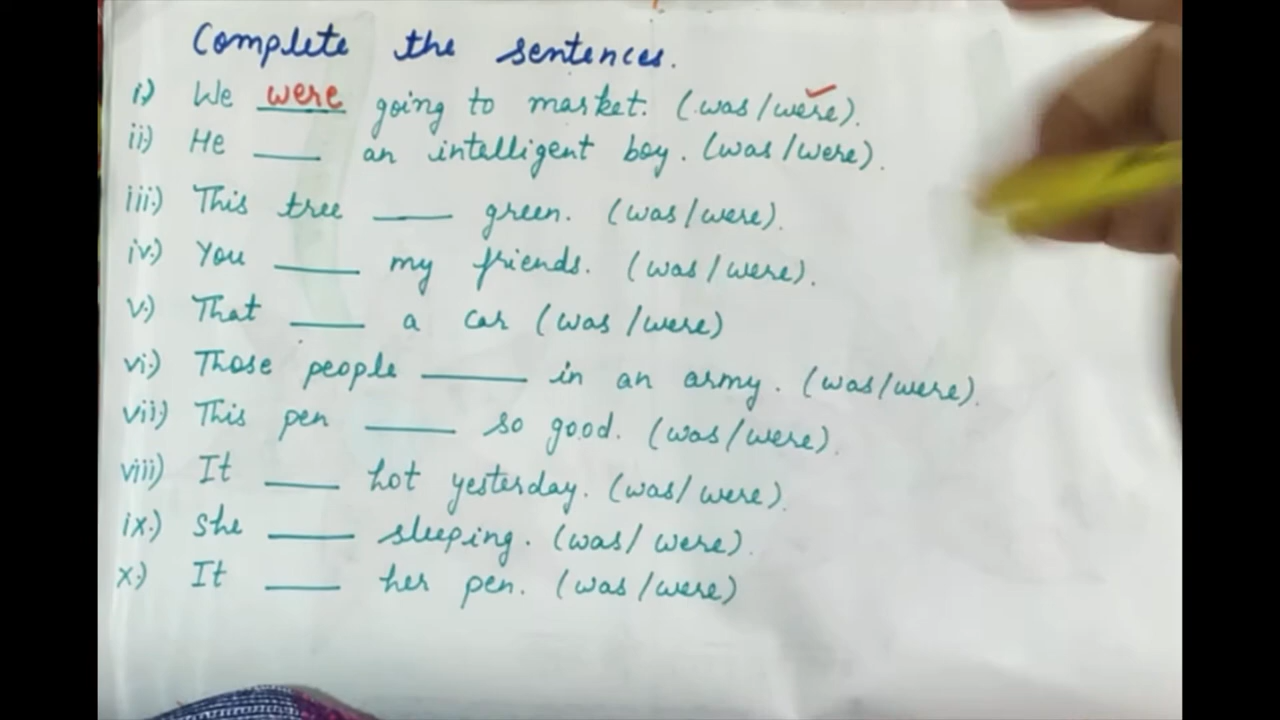 Complete the sentences.
i) We were going to market. (was/were).
ii) He ____ an intelligent boy. (was/were).
iii) This tree ____ green. (was/were).
iv.) You ____ my friends. (was/were).
v.) That ____ a car (was/were)
vi.) Those people ____ in an army. (was/were).
vii.) This pen ____ so good. (was/were).
viii) It ____ hot yesterday. (was/were).
ix.) She ____ sleeping. (was/were).
x.) It ____ her pen. (was/were)